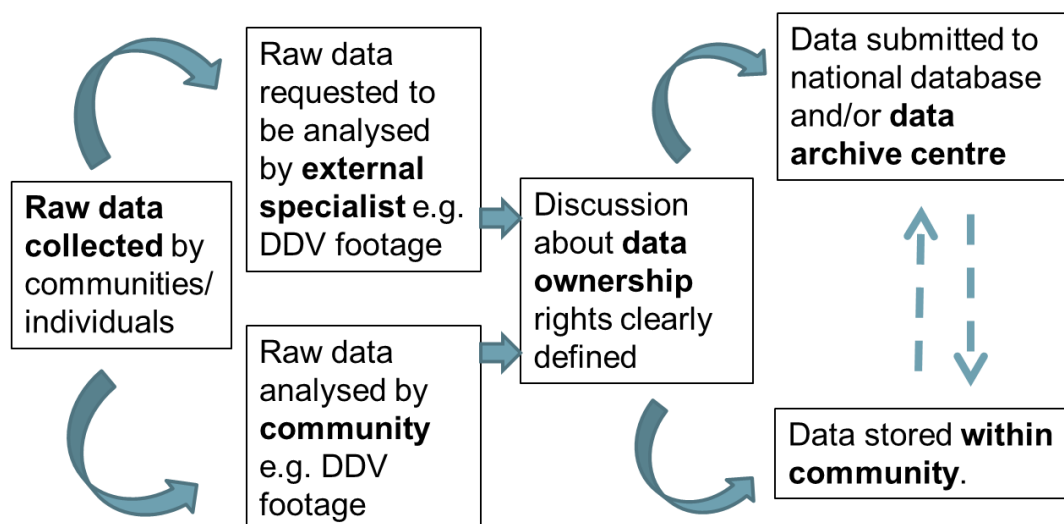 Raw data
collected by
communities/
individuals
Raw data
requested to
be analysed
by external
specialist e.g.
DDV footage
Raw data
analysed by
community
e.g. DDV
footage
Discussion
about data
ownership
rights clearly
defined
Data submitted to
national database
and/or data
archive centre
Data stored within
community.